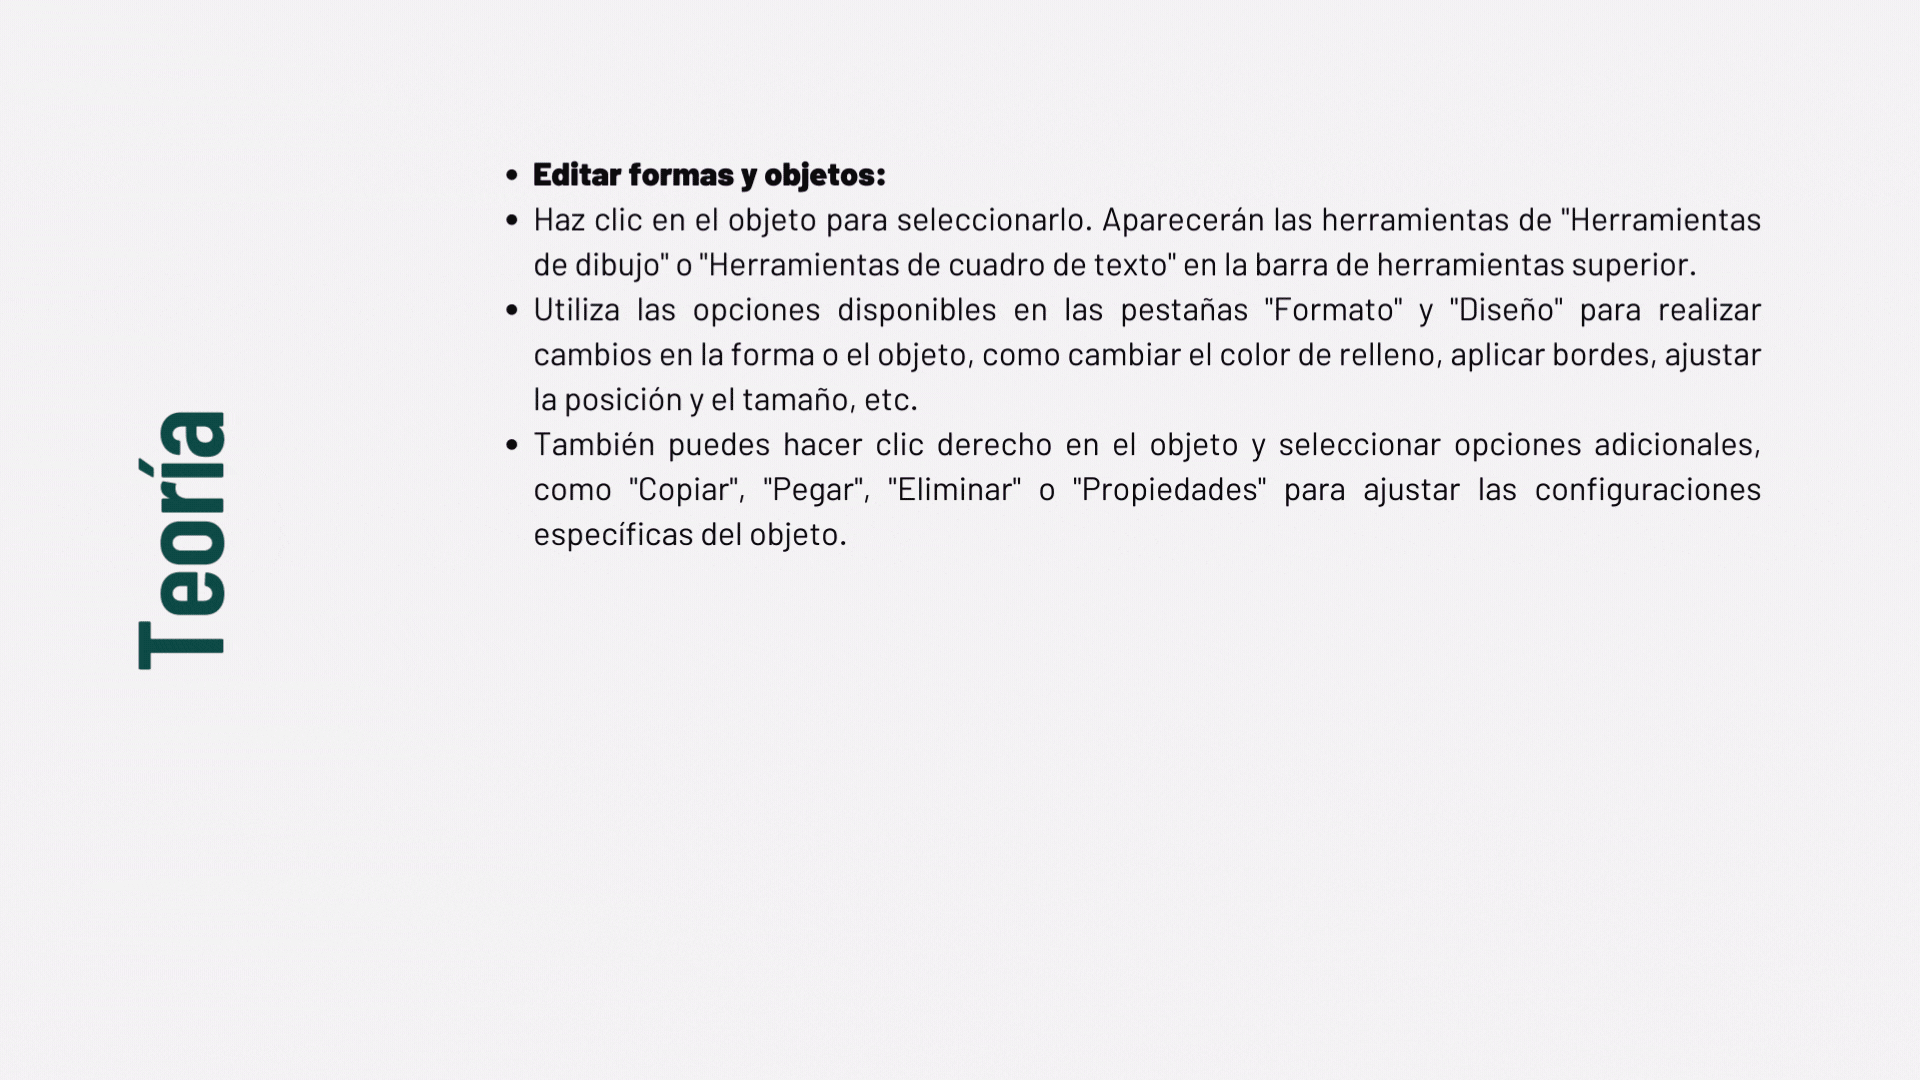 Teoría
• Editar formas y objetos:
• Haz clic en el objeto para seleccionarlo. Aparecerán las herramientas de "Herramientas
de dibujo" o "Herramientas de cuadro de texto" en la barra de herramientas superior.
• Utiliza las opciones disponibles en las pestañas "Formato" y "Diseño" para realizar
cambios en la forma o el objeto, como cambiar el color de relleno, aplicar bordes, ajustar
la posición y el tamaño, etc.
• También puedes hacer clic derecho en el objeto y seleccionar opciones adicionales,
como "Copiar", "Pegar", "Eliminar" o "Propiedades" para ajustar las configuraciones
específicas del objeto.